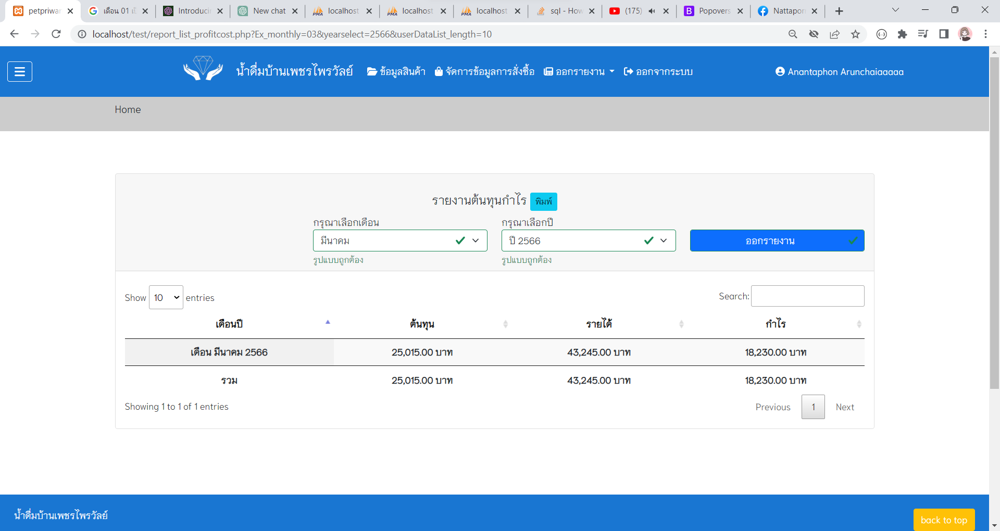 petpriwan
เดือน 01 เป็
Introducin
New chat
localhost
localhost
localhost
sql - How
(175)
Popovers
Nattaporn
localhost/test/report_list_profitcost.php?Ex_monthly=03&yearselect=2566&userDataList_length=10
น้ำดื่มบ้านเพชรไพรวัลย์
ข้อมูลสินค้า
จัดการข้อมูลการสั่งซื้อ
ออกรายงาน
ออกจากระบบ
Anantaphon Arunchaiaaaaa
Home
รายงานต้นทุนกำไร พิมพ์
กรุณาเลือกเดือน
กรุณาเลือกปี
มีนาคม
ปี 2566
ออกรายงาน
รูปแบบถูกต้อง
รูปแบบถูกต้อง
Show 10 entries
Search:
เดือนปี ต้นทุน รายได้ กำไร
เดือน มีนาคม 2566 25,015.00 บาท 43,245.00 บาท 18,230.00 บาท
รวม 25,015.00 บาท 43,245.00 บาท 18,230.00 บาท
Showing 1 to 1 of 1 entries
Previous 1 Next
น้ำดื่มบ้านเพชรไพรวัลย์
back to top